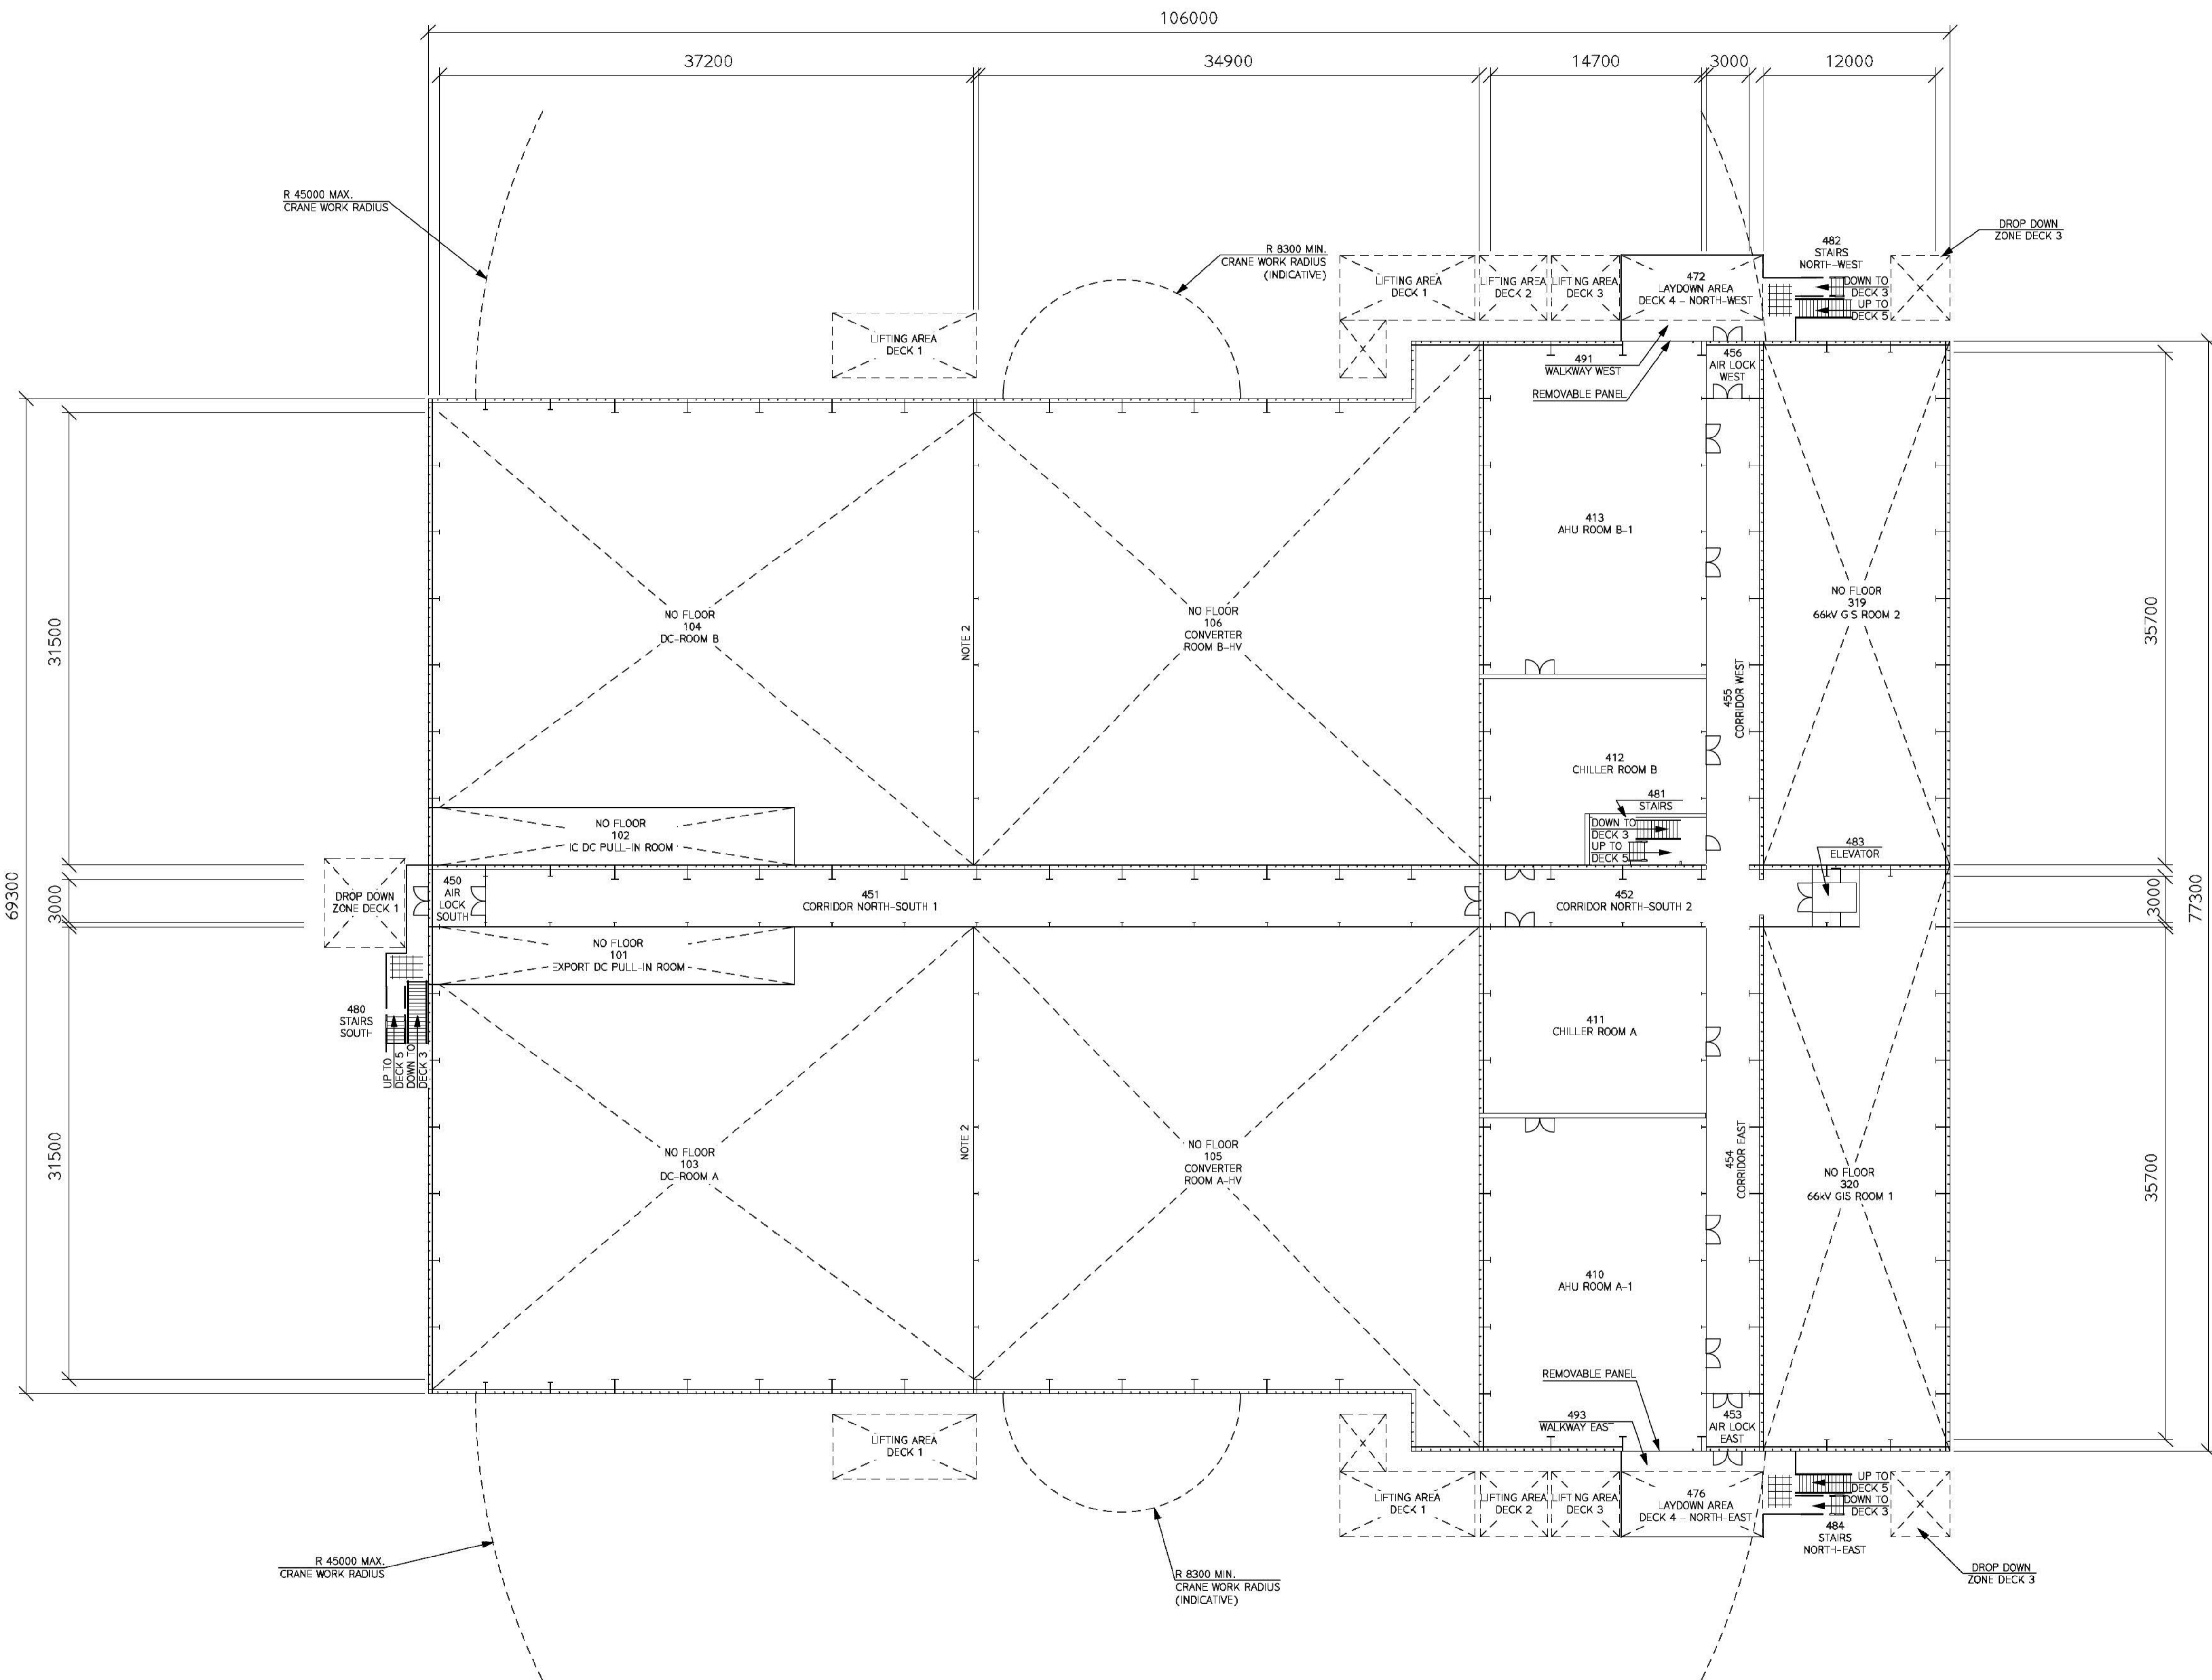 106000
37200
34900
14700
3000
12000
R 45000 MAX.
CRANE WORK RADIUS
R 8300 MIN.
CRANE WORK RADIUS
(INDICATIVE)
DROP DOWN
ZONE DECK 3
482
STAIRS
NORTH-WEST
DOWN TO
DECK 3
UP TO
DECK 5
LIFTING AREA
DECK 1
LIFTING AREA
DECK 2
LIFTING AREA
DECK 3
472
LAYDOWN AREA
DECK 4 - NORTH-WEST
LIFTING AREA
DECK 1
491
WALKWAY WEST
REMOVABLE PANEL
456
AIR LOCK
WEST
413
AHU ROOM B-1
NO FLOOR
104
DC-ROOM B
NOTE 2
NO FLOOR
106
CONVERTER
ROOM B-HV
NO FLOOR
319
66kV GIS ROOM 2
31500
35700
455
CORRIDOR WEST
412
CHILLER ROOM B
481
STAIRS
DOWN TO
DECK 3
UP TO
DECK 5
NO FLOOR
102
IC DC PULL-IN ROOM
483
ELEVATOR
69300
3000
DROP DOWN
ZONE DECK 1
450
AIR
LOCK
SOUTH
451
CORRIDOR NORTH-SOUTH 1
452
CORRIDOR NORTH-SOUTH 2
3000
77300
NO FLOOR
101
EXPORT DC PULL-IN ROOM
480
STAIRS
SOUTH
UP TO
DECK 5
DOWN TO
DECK 3
411
CHILLER ROOM A
31500
NO FLOOR
103
DC-ROOM A
NOTE 2
NO FLOOR
105
CONVERTER
ROOM A-HV
454
CORRIDOR EAST
NO FLOOR
320
66kV GIS ROOM 1
35700
410
AHU ROOM A-1
REMOVABLE PANEL
493
WALKWAY EAST
453
AIR LOCK
EAST
LIFTING AREA
DECK 1
LIFTING AREA
DECK 1
LIFTING AREA
DECK 2
LIFTING AREA
DECK 3
476
LAYDOWN AREA
DECK 4 - NORTH-EAST
UP TO
DECK 5
DOWN TO
DECK 3
484
STAIRS
NORTH-EAST
R 45000 MAX.
CRANE WORK RADIUS
R 8300 MIN.
CRANE WORK RADIUS
(INDICATIVE)
DROP DOWN
ZONE DECK 3